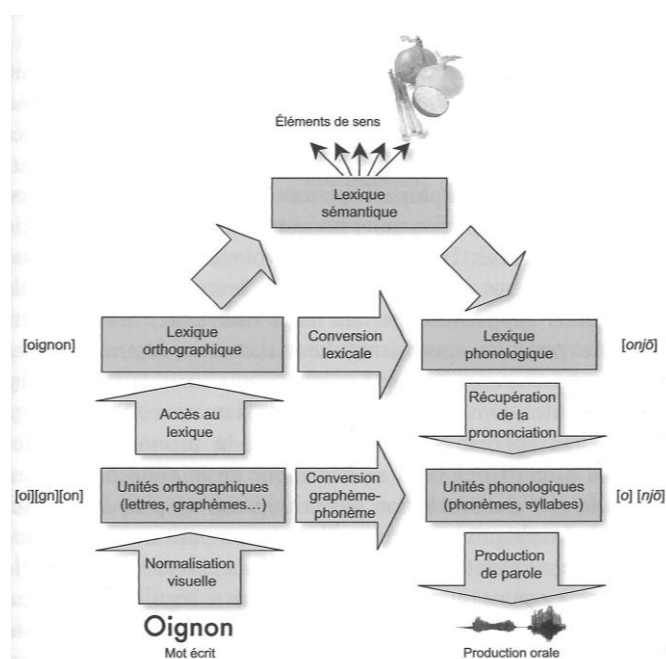 Éléments de sens
Lexique
sémantique
[oignon]
Lexique
orthographique
Conversion
lexicale
Lexique
phonologique
[onjõ]
Accès au
lexique
Récupération
de la
prononciation
[oi][gn][on]
Unités orthographiques
(lettres, graphèmes...)
Conversion
graphème-
phonème
Unités phonologiques
(phonèmes, syllabes)
[o] [njõ]
Normalisation
visuelle
Production
de parole
Oignon
Mot écrit
Production orale